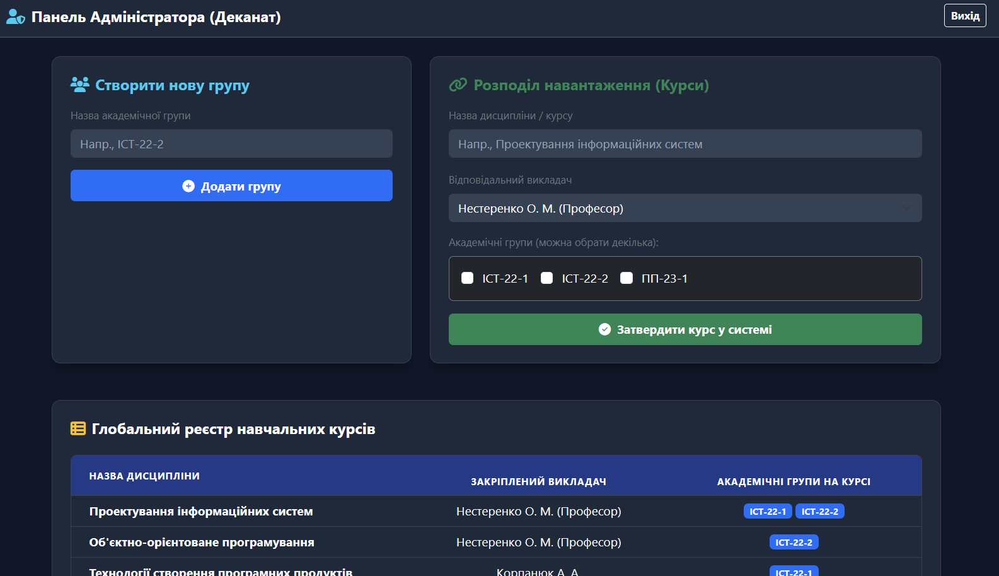 Панель Адміністратора (Деканат)
Вихід
Створити нову групу
Назва академічної групи
Напр., ІСТ-22-2
Додати групу
Розподіл навантаження (Курси)
Назва дисципліни / курсу
Напр., Проектування інформаційних систем
Відповідальний викладач
Нестеренко О. М. (Професор)
Академічні групи (можна обрати декілька):
ІСТ-22-1 ІСТ-22-2 ПП-23-1
Затвердити курс у системі
Глобальний реєстр навчальних курсів
НАЗВА ДИСЦИПЛІНИ ЗАКРІПЛЕНИЙ ВИКЛАДАЧ АКАДЕМІЧНІ ГРУПИ НА КУРСІ
Проектування інформаційних систем Нестеренко О. М. (Професор) ІСТ-22-1 ІСТ-22-2
Об'єктно-орієнтоване програмування Нестеренко О. М. (Професор) ІСТ-22-2
Технології створення програмних продуктів Корпанюк А. А. ІСТ-22-1